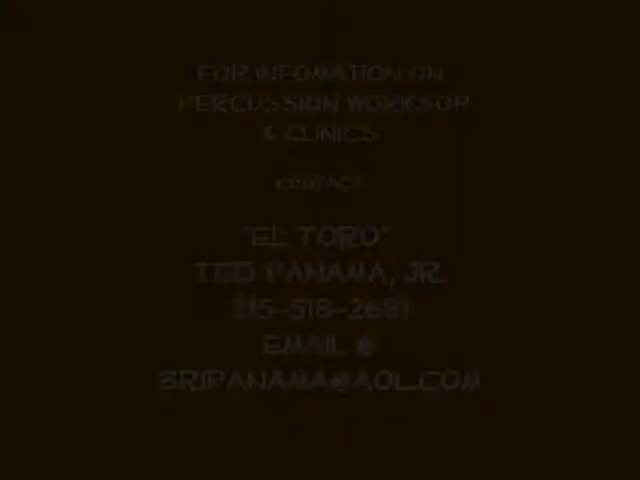 FOR INFOMATION ON
PERCUSSION WORKSOP
& CLINICS
CONTACT
"EL TORO"
TED PANAMA, JR.
315-518-2681
EMAIL @
BRIPANAMA@AOL.COM